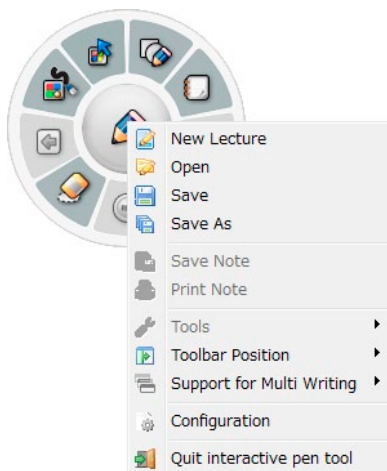 New Lecture
Open
Save
Save As
Save Note
Print Note
Tools
Toolbar Position
Support for Multi Writing
Configuration
Quit interactive pen tool